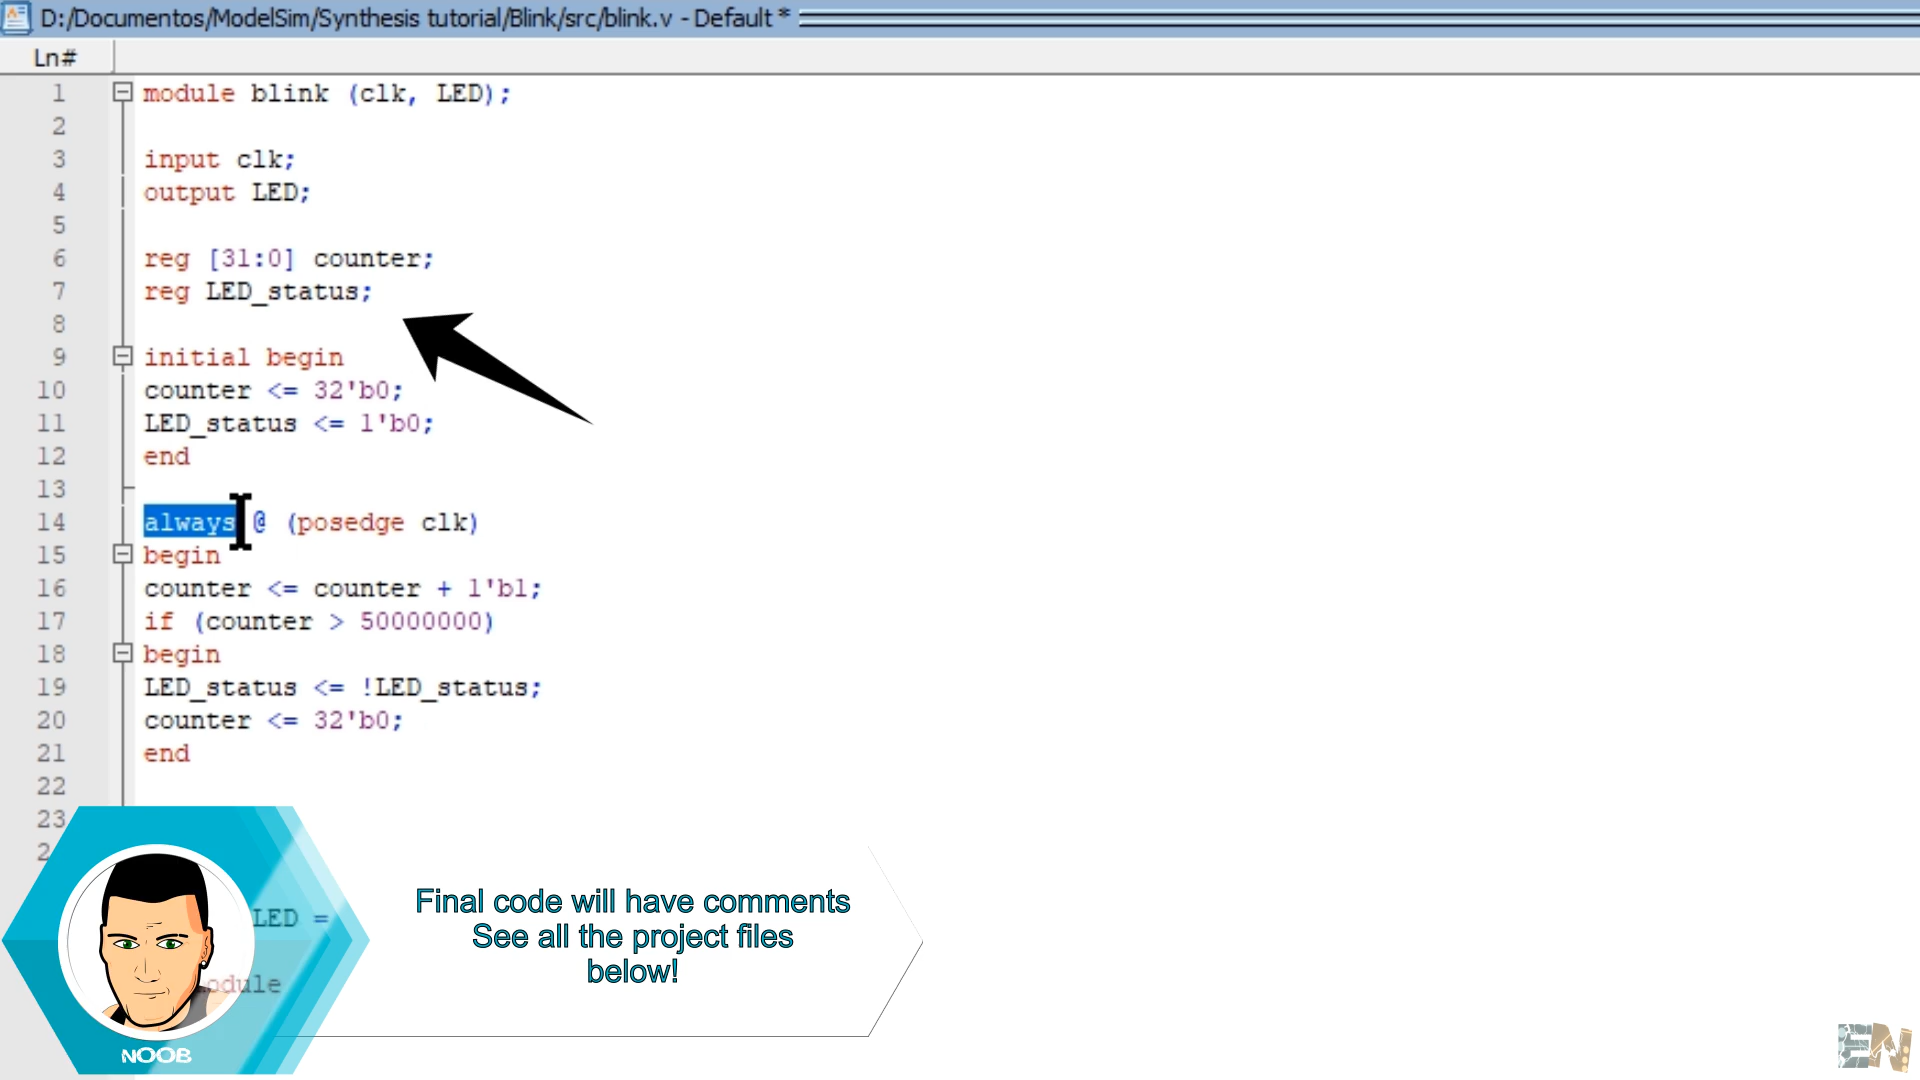 D:/Documentos/ModelSim/Synthesis tutorial/Blink/src/blink.v - Default *
Ln#
1 module blink (clk, LED);
2
3 input clk;
4 output LED;
5
6 reg [31:0] counter;
7 reg LED_status;
8
9 initial begin
10 counter <= 32'b0;
11 LED_status <= 1'b0;
12 end
13
14 always @ (posedge clk)
15 begin
16 counter <= counter + 1'b1;
17 if (counter > 50000000)
18 begin
19 LED_status <= !LED_status;
20 counter <= 32'b0;
21 end
22
23
2
LED =
odule
Final code will have comments
See all the project files
below!
NOOB
EN